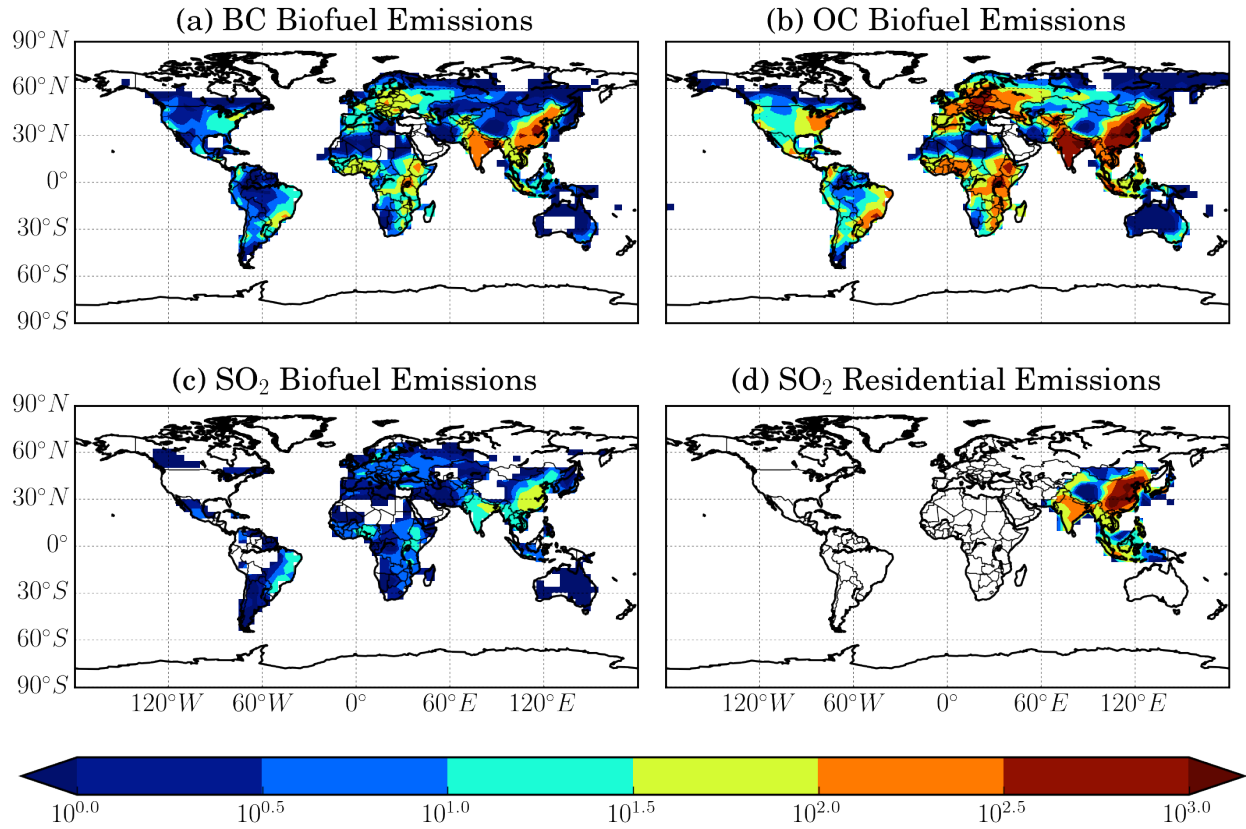 (a) BC Biofuel Emissions
(b) OC Biofuel Emissions
90°N
60°N
30°N
0°
30°S
60°S
90°S
(c) SO₂ Biofuel Emissions
(d) SO₂ Residential Emissions
90°N
60°N
30°N
0°
30°S
60°S
90°S
120°W 60°W 0° 60°E 120°E
120°W 60°W 0° 60°E 120°E
10^0.0 10^0.5 10^1.0 10^1.5 10^2.0 10^2.5 10^3.0